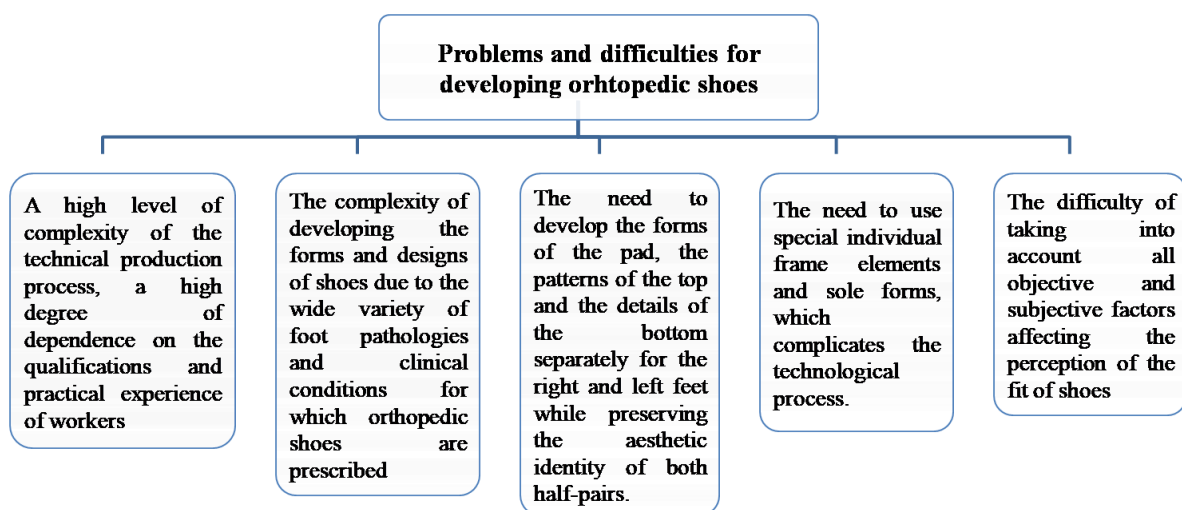 Problems and difficulties for
developing orhtopedic shoes
A high level of
complexity of the
technical production
process, a high
degree of
dependence on the
qualifications and
practical experience
of workers
The complexity of
developing the
forms and designs
of shoes due to the
wide variety of
foot pathologies
and clinical
conditions for
which orthopedic
shoes are
prescribed
The need to
develop the forms
of the pad, the
patterns of the top
and the details of
the bottom
separately for the
right and left feet
while preserving
the aesthetic
identity of both
half-pairs.
The need to use
special individual
frame elements
and sole forms,
which
complicates the
technological
process.
The difficulty of
taking into
account all
objective and
subjective factors
affecting the
perception of the
fit of shoes